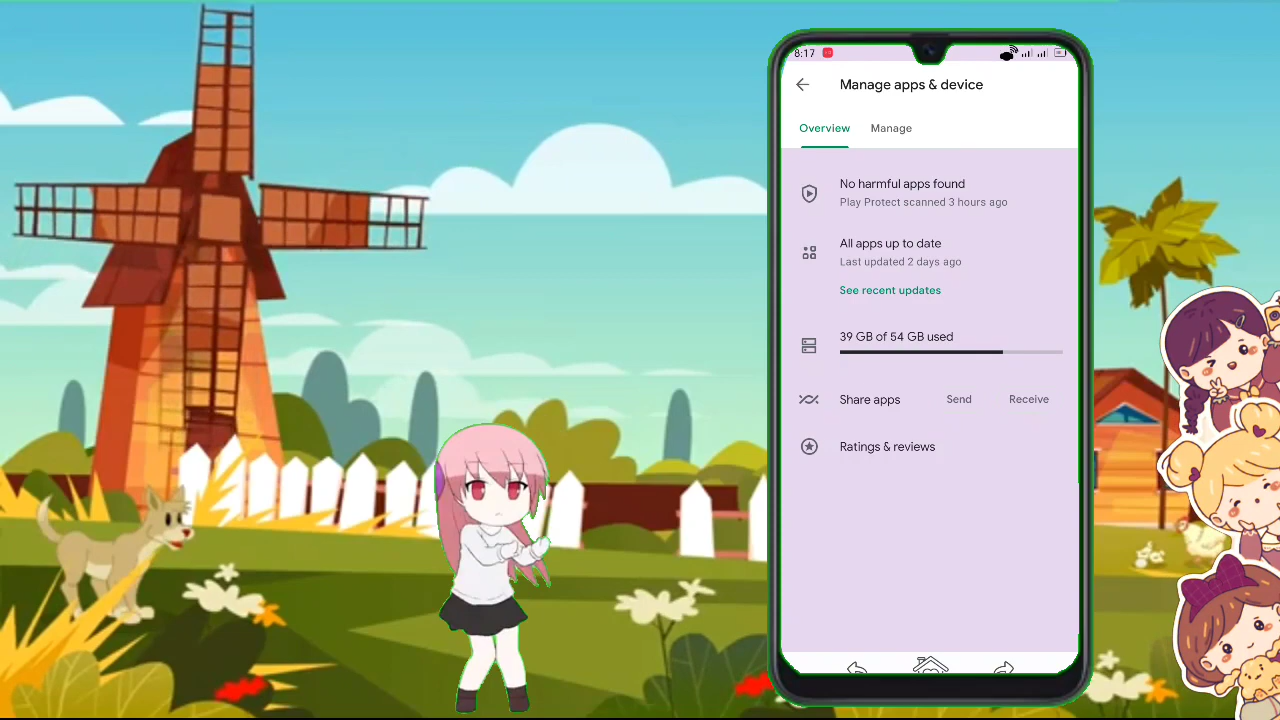 8:17
Manage apps & device
Overview Manage
No harmful apps found
Play Protect scanned 3 hours ago
All apps up to date
Last updated 2 days ago
See recent updates
39 GB of 54 GB used
Share apps Send Receive
Ratings & reviews